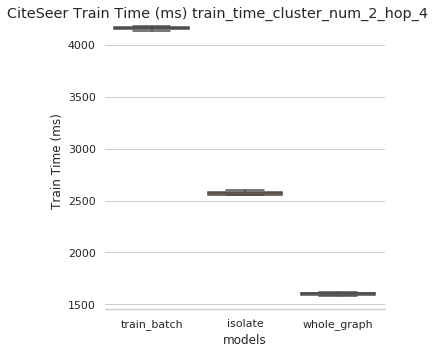 CiteSeer Train Time (ms) train_time_cluster_num_2_hop_4
4000
3500
3000
2500
2000
1500
Train Time (ms)
train_batch
isolate
whole_graph
models